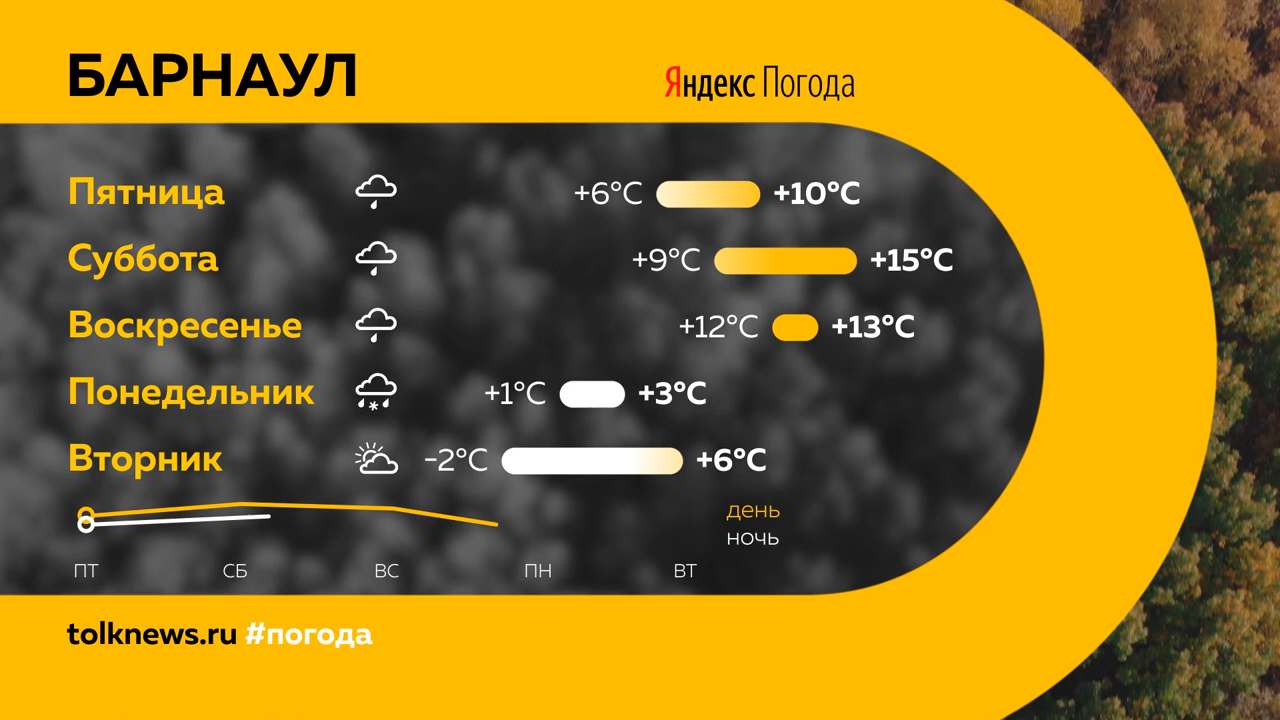 БАРНАУЛ
Яндекс Погода
Пятница +6°C +10°C
Суббота +9°C +15°C
Воскресенье +12°C +13°C
Понедельник +1°C +3°C
Вторник -2°C +6°C
день
ночь
ПТ СБ ВС ПН ВТ
tolknews.ru #погода